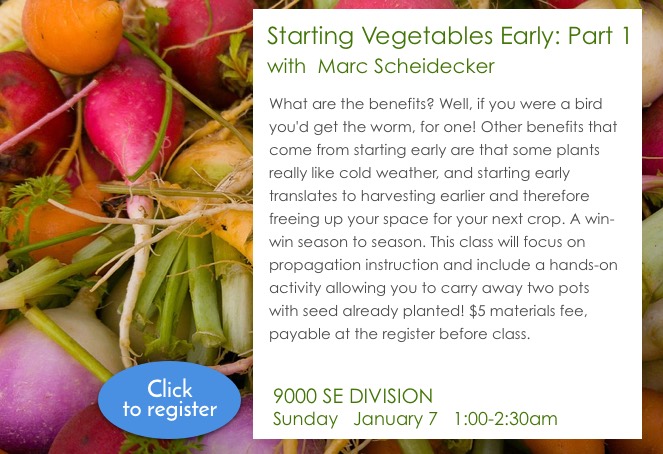 Starting Vegetables Early: Part 1
with Marc Scheidecker
What are the benefits? Well, if you were a bird
you'd get the worm, for one! Other benefits that
come from starting early are that some plants
really like cold weather, and starting early
translates to harvesting earlier and therefore
freeing up your space for your next crop. A win-
win season to season. This class will focus on
propagation instruction and include a hands-on
activity allowing you to carry away two pots
with seed already planted! $5 materials fee,
payable at the register before class.
Click
to register
9000 SE DIVISION
Sunday January 7 1:00-2:30am